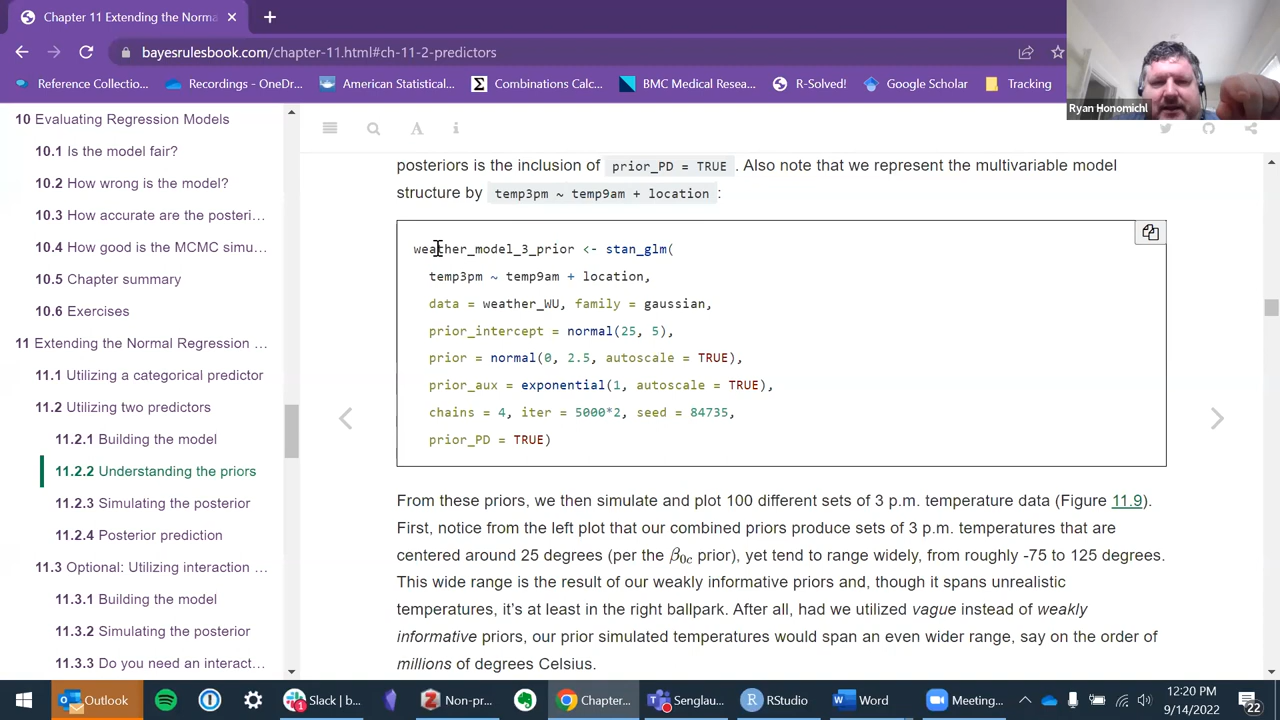 Chapter 11 Extending the Norma
bayesrulesbook.com/chapter-11.html#ch-11-2-predictors
Reference Collection...
Recordings - OneDr...
American Statistical...
Combinations Calc...
BMC Medical Resea...
R-Solved!
Google Scholar
Tracking
Ryan Honomichl
10 Evaluating Regression Models
10.1 Is the model fair?
10.2 How wrong is the model?
10.3 How accurate are the posteri...
10.4 How good is the MCMC simu...
10.5 Chapter summary
10.6 Exercises
11 Extending the Normal Regression ...
11.1 Utilizing a categorical predictor
11.2 Utilizing two predictors
11.2.1 Building the model
11.2.2 Understanding the priors
11.2.3 Simulating the posterior
11.2.4 Posterior prediction
11.3 Optional: Utilizing interaction ...
11.3.1 Building the model
11.3.2 Simulating the posterior
11.3.3 Do you need an interact...
posteriors is the inclusion of prior_PD = TRUE . Also note that we represent the multivariable model
structure by temp3pm ~ temp9am + location :
weather_model_3_prior <- stan_glm(
temp3pm ~ temp9am + location,
data = weather_WU, family = gaussian,
prior_intercept = normal(25, 5),
prior = normal(0, 2.5, autoscale = TRUE),
prior_aux = exponential(1, autoscale = TRUE),
chains = 4, iter = 5000*2, seed = 84735,
prior_PD = TRUE)
From these priors, we then simulate and plot 100 different sets of 3 p.m. temperature data (Figure 11.9).
First, notice from the left plot that our combined priors produce sets of 3 p.m. temperatures that are
centered around 25 degrees (per the β0c prior), yet tend to range widely, from roughly -75 to 125 degrees.
This wide range is the result of our weakly informative priors and, though it spans unrealistic
temperatures, it's at least in the right ballpark. After all, had we utilized vague instead of weakly
informative priors, our prior simulated temperatures would span an even wider range, say on the order of
millions of degrees Celsius.
Outlook
Slack | b...
Non-pro...
Chapter...
Senglau...
RStudio
Word
Meeting...
12:20 PM
9/14/2022
22